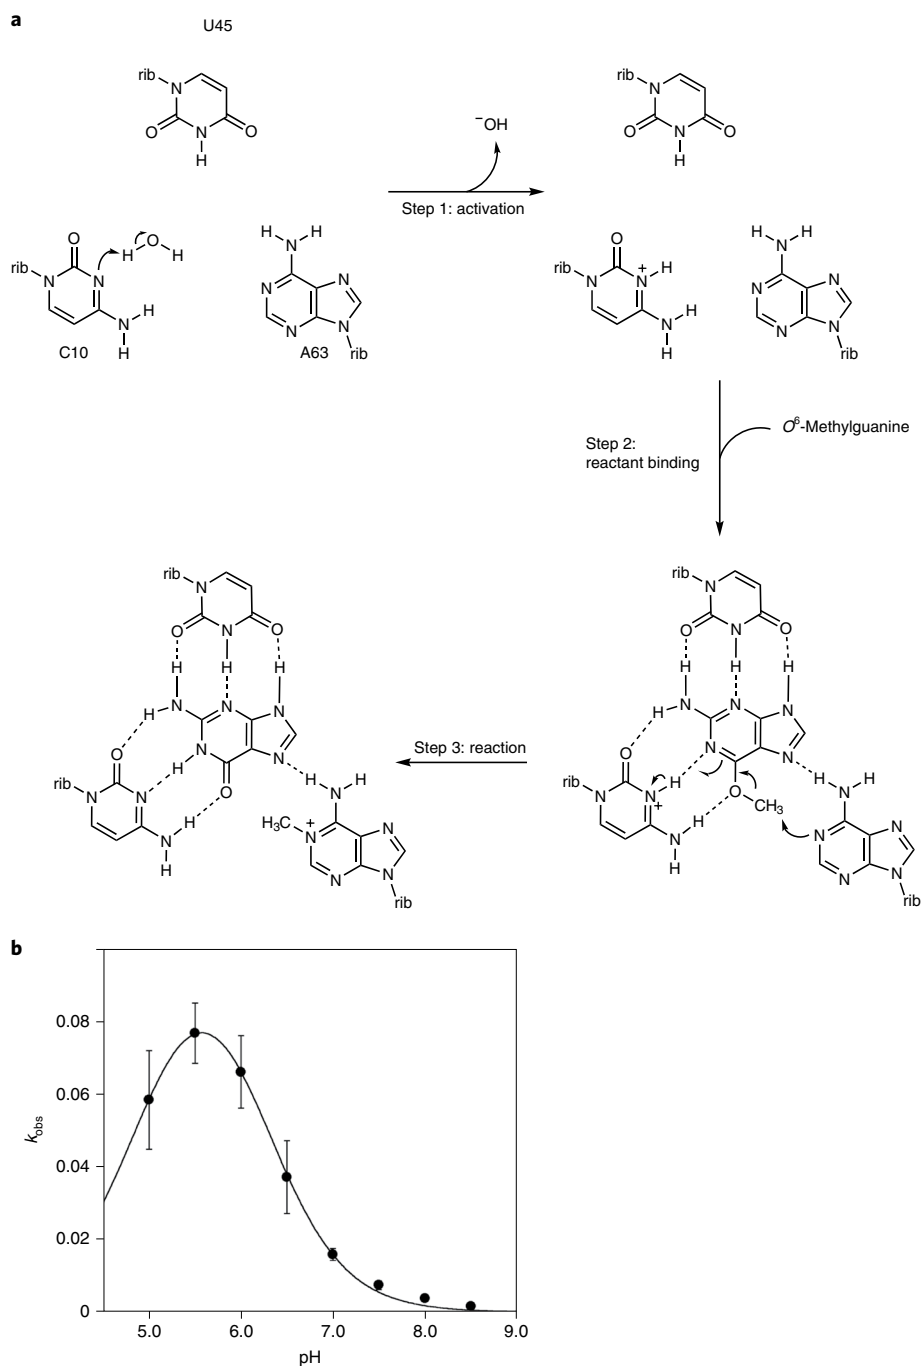 a
U45
rib
N
O
N
O
H
−OH
Step 1: activation
rib
N
O
N
O
H
O
H
O
H
rib
N
N
N
H
H
C10
H
H
N
N
N
N
N
A63
rib
O
rib
N
N
+
H
N
H
H
H
H
N
N
N
N
N
rib
Step 2:
reactant binding
O6-Methylguanine
rib
N
O
N
O
H
H
H
H
N
N
N
O
N
N
H
H
O
rib
N
N
H
N
H
H
H
N
H3C
N
+
N
N
N
rib
Step 3: reaction
rib
N
O
N
O
H
H
H
H
N
N
N
O
N
N
H
H
rib
N
N
+
H
O
CH3
H
H
N
N
H
H
N
N
N
N
rib
b
0.08
0.06
0.04
0.02
0
kobs
5.0 6.0 7.0 8.0 9.0
pH